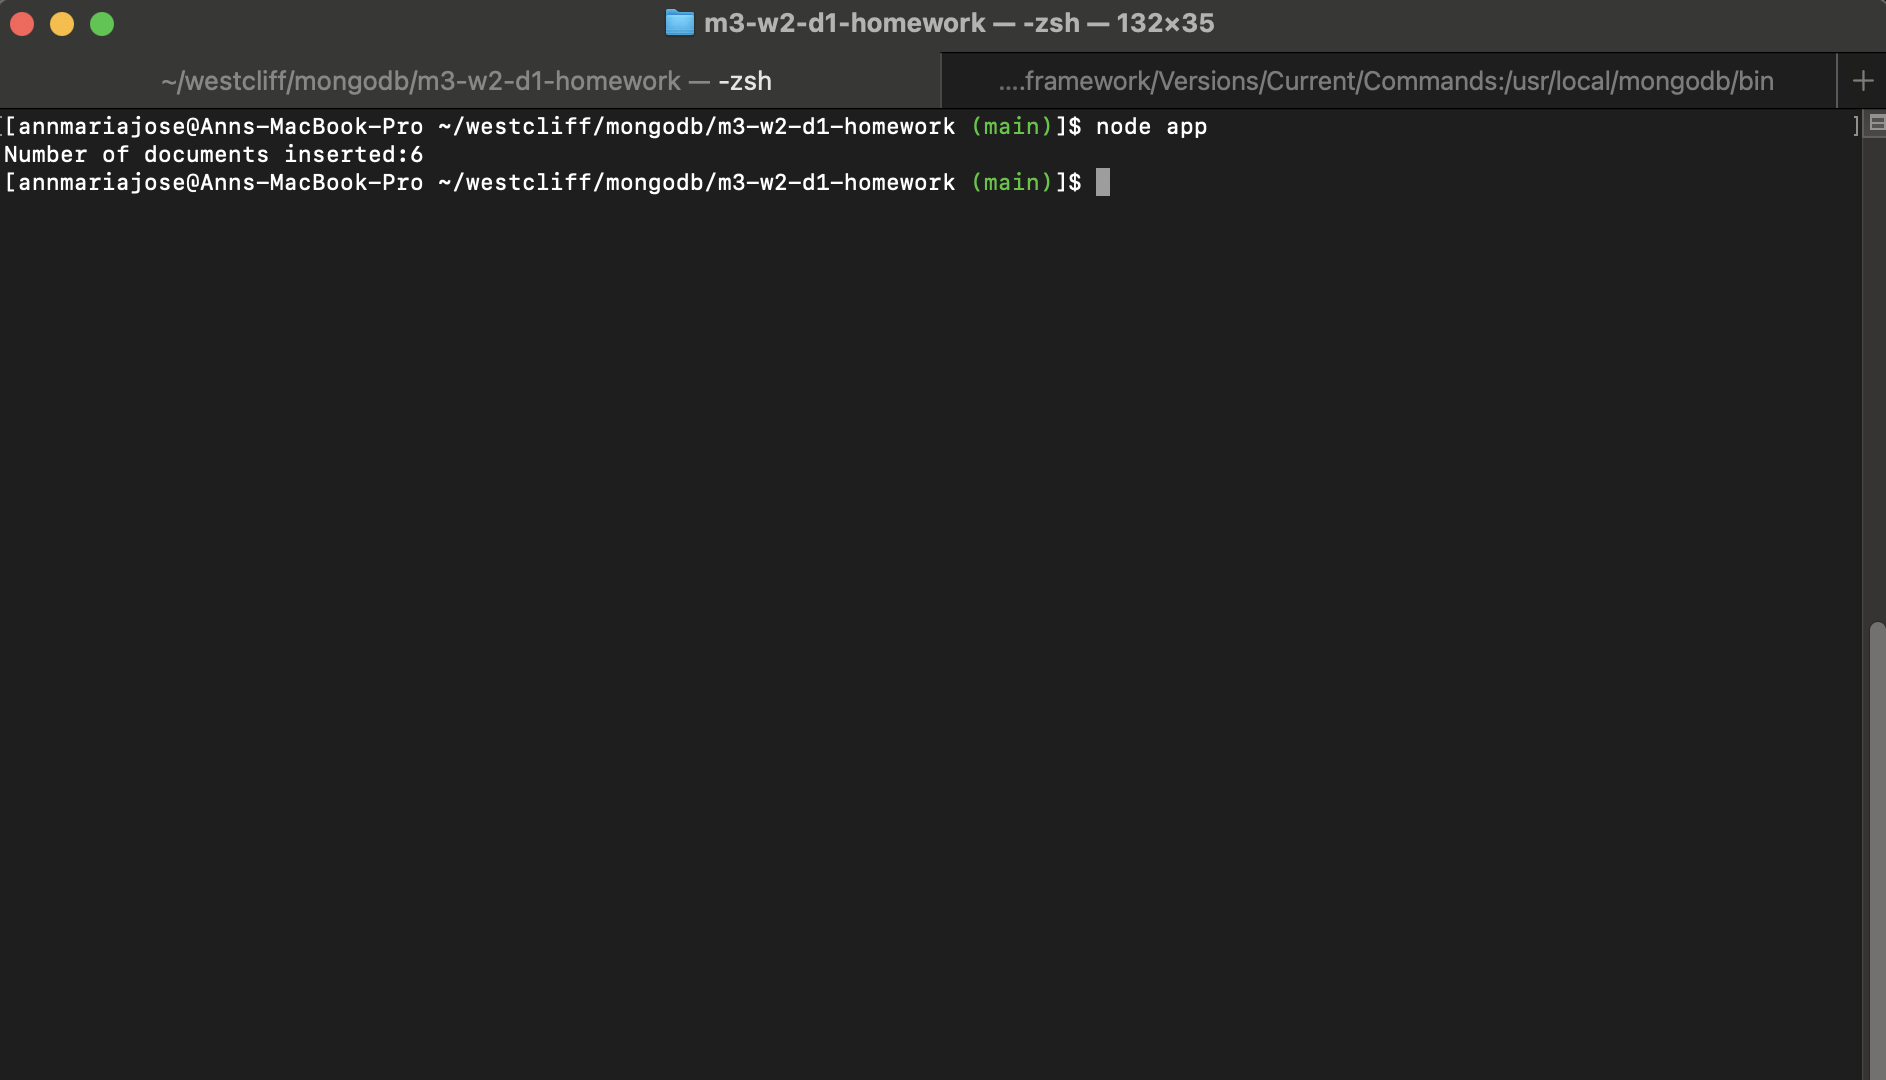 m3-w2-d1-homework — -zsh — 132×35
~/westcliff/mongodb/m3-w2-d1-homework — -zsh
....framework/Versions/Current/Commands:/usr/local/mongodb/bin
+
[annmariajose@Anns-MacBook-Pro ~/westcliff/mongodb/m3-w2-d1-homework (main)]$ node app
Number of documents inserted:6
[annmariajose@Anns-MacBook-Pro ~/westcliff/mongodb/m3-w2-d1-homework (main)]$